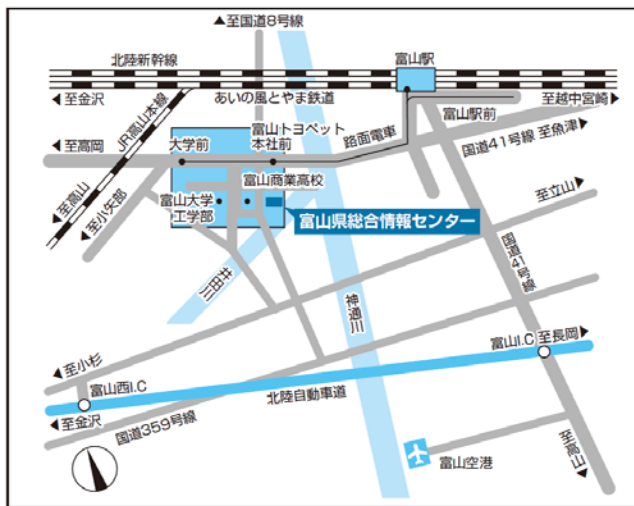 ▲至国道8号線
北陸新幹線
富山駅
◀至金沢
あいの風とやま鉄道
富山駅前
至越中宮崎▶
JR高山本線
◀至高岡
大学前
富山トヨペット
本社前
路面電車
国道41号線
至魚津▶
富山商業高校
富山大学
工学部
富山県総合情報センター
◀至高山
◀至小矢部
至立山▶
井田川
神通川
国道41号線
◀至小杉
富山西I.C
富山I.C
至長岡▶
◀至金沢
国道359号線
北陸自動車道
富山空港
至高山▶